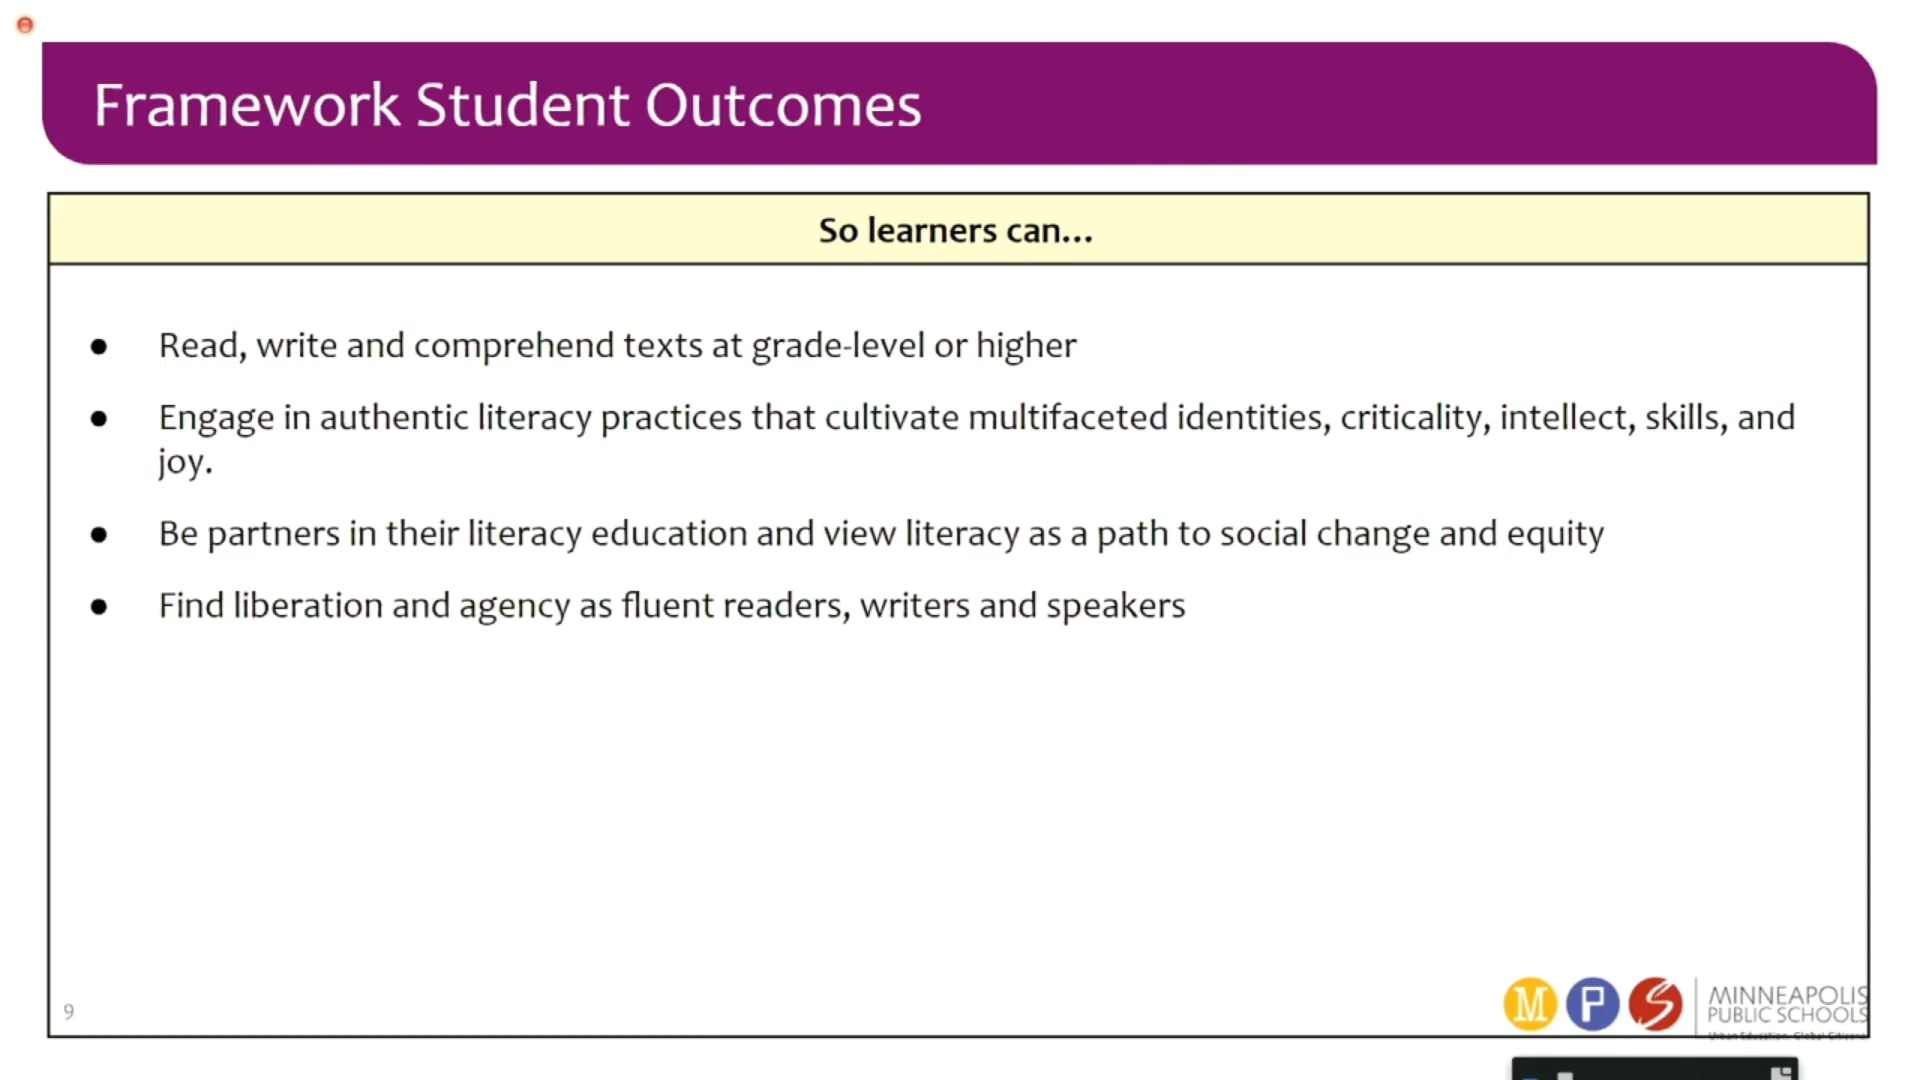 Framework Student Outcomes
So learners can...
● Read, write and comprehend texts at grade-level or higher
● Engage in authentic literacy practices that cultivate multifaceted identities, criticality, intellect, skills, and
joy.
● Be partners in their literacy education and view literacy as a path to social change and equity
● Find liberation and agency as fluent readers, writers and speakers
9
M P S
MINNEAPOLIS
PUBLIC SCHOOLS